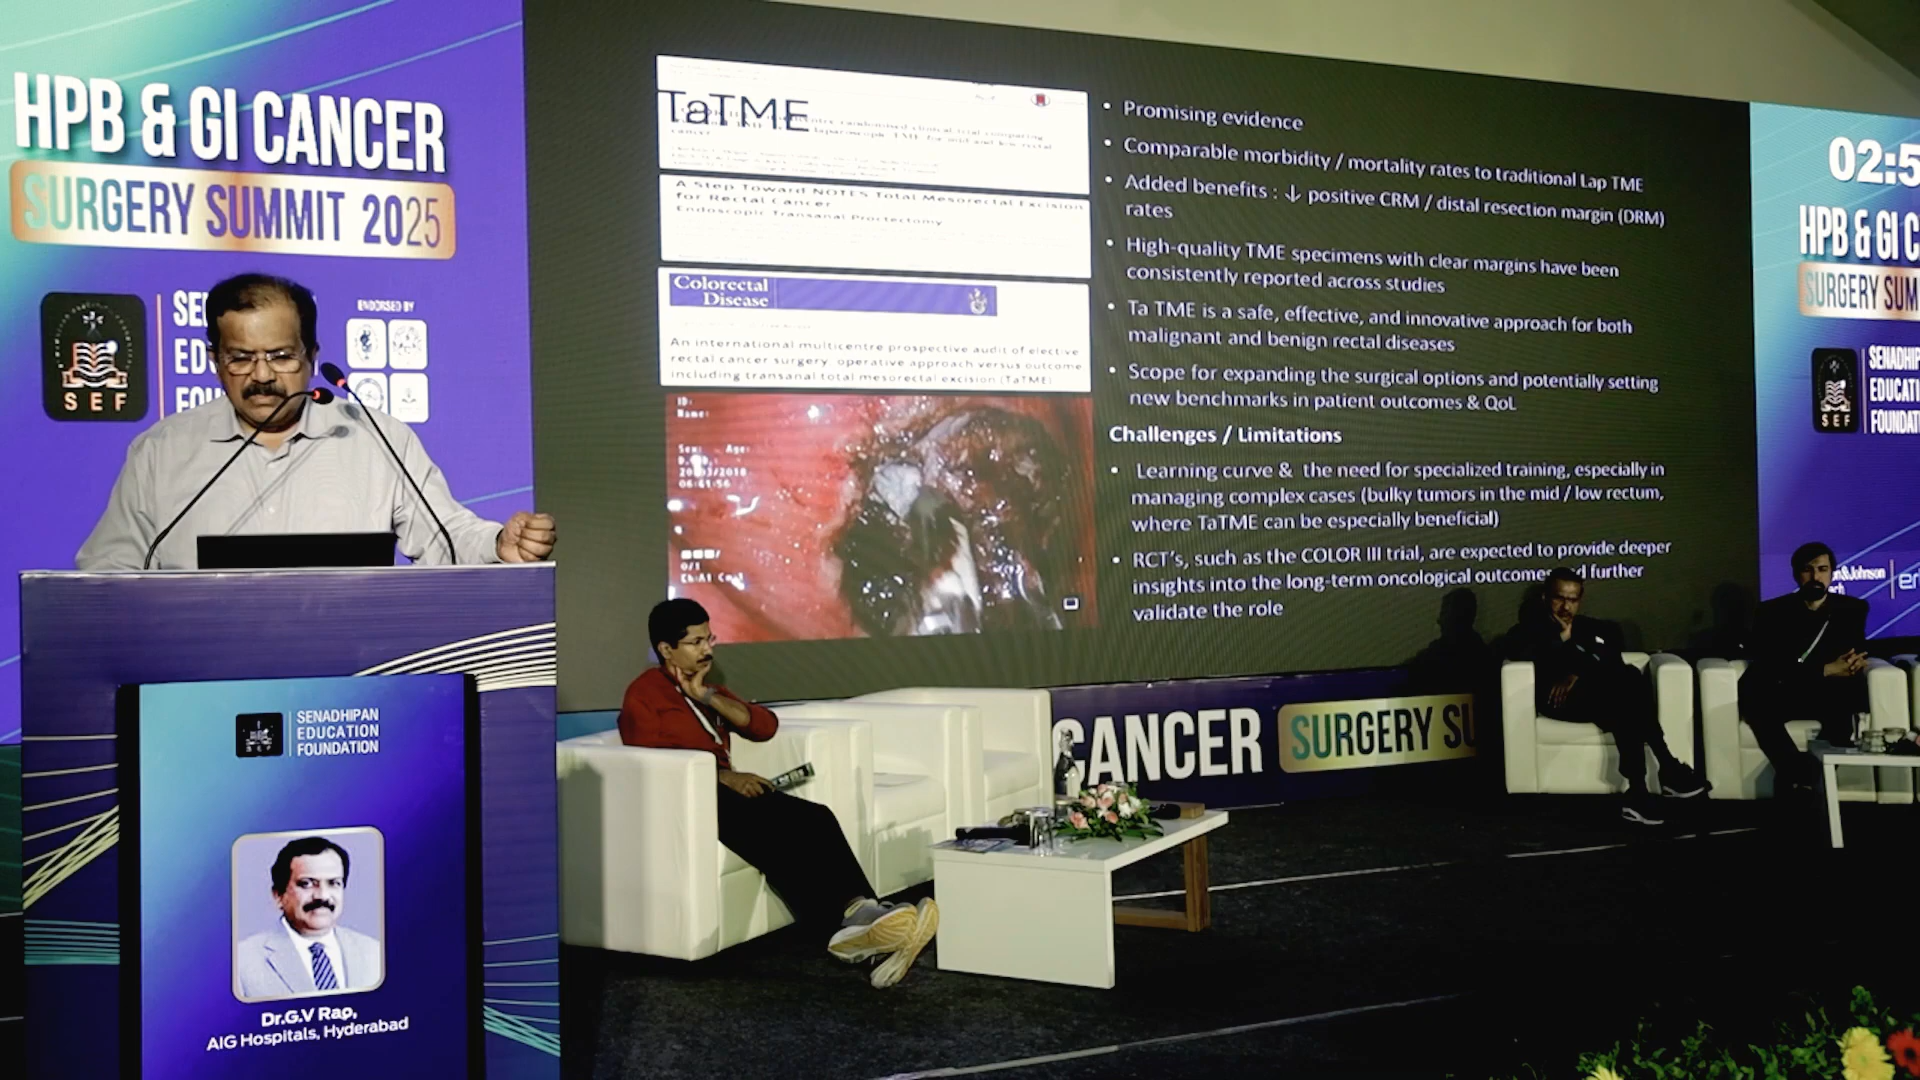 HPB & GI CANCER
SURGERY SUMMIT 2025
SEF
ENDORSED BY
TaTME
A Step Toward NOTES Total Mesorectal Excision
for Rectal Cancer
Endoscopic Transanal Proctectomy
Colorectal
Disease
An international multicentre prospective audit of elective
rectal cancer surgery operative approach versus outcome
including transanal total mesorectal excision (TaTME)
ID:
Name:
Sex: Age:
• Promising evidence
• Comparable morbidity / mortality rates to traditional Lap TME
• Added benefits : ↓ positive CRM / distal resection margin (DRM)
rates
• High-quality TME specimens with clear margins have been
consistently reported across studies
• Ta TME is a safe, effective, and innovative approach for both
malignant and benign rectal diseases
• Scope for expanding the surgical options and potentially setting
new benchmarks in patient outcomes & QoL
Challenges / Limitations
• Learning curve & the need for specialized training, especially in
managing complex cases (bulky tumors in the mid / low rectum,
where TaTME can be especially beneficial)
• RCT's, such as the COLOR III trial, are expected to provide deeper
insights into the long-term oncological outcomes further
validate the role
02:5
HPB & GI C
SURGERY SUM
SEF
SENADHIP
EDUCATI
FOUNDAT
CANCER
SURGERY SU
SEF
SENADHIPAN
EDUCATION
FOUNDATION
Dr.G.V Rao,
AIG Hospitals, Hyderabad